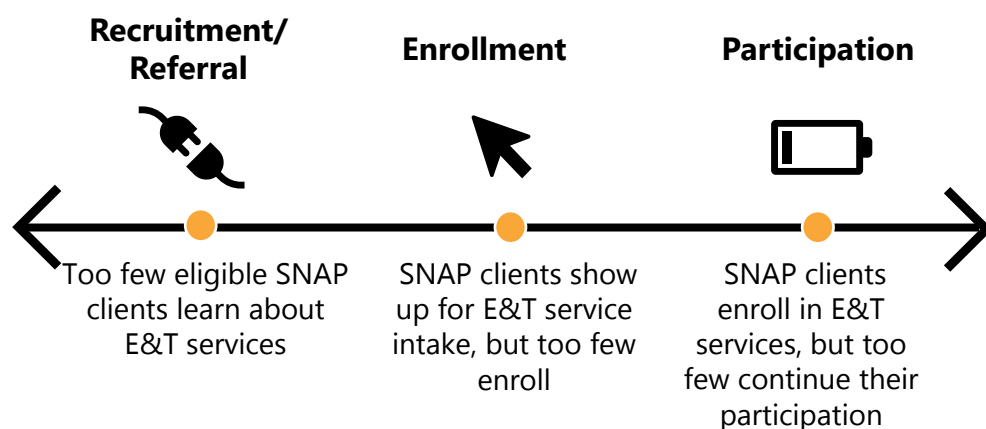 Recruitment/
Referral
Too few eligible SNAP
clients learn about
E&T services
Enrollment
SNAP clients show
up for E&T service
intake, but too few
enroll
Participation
SNAP clients
enroll in E&T
services, but too
few continue their
participation